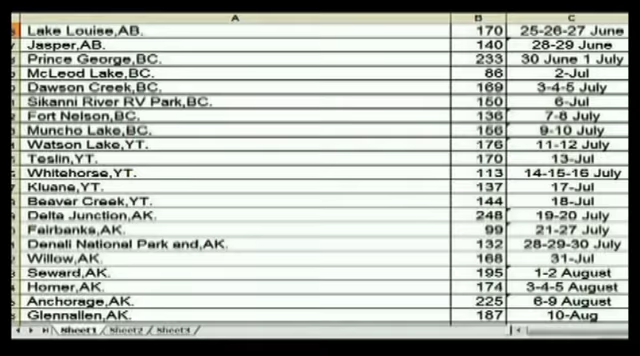 A B C
Lake Louise,AB. 170 25-26-27 June
Jasper,AB. 140 28-29 June
Prince George,BC. 233 30 June 1 July
McLeod Lake,BC. 86 2-Jul
Dawson Creek,BC. 169 3-4-5 July
Sikanni River RV Park,BC. 150 6-Jul
Fort Nelson,BC. 136 7-8 July
Muncho Lake,BC. 156 9-10 July
Watson Lake,YT. 176 11-12 July
Teslin,YT. 170 13-Jul
Whitehorse,YT. 113 14-15-16 July
Kluane,YT. 137 17-Jul
Beaver Creek,YT. 144 18-Jul
Delta Junction,AK. 248 19-20 July
Fairbanks,AK. 99 21-27 July
Denali National Park and,AK. 132 28-29-30 July
Willow,AK. 168 31-Jul
Seward,AK. 195 1-2 August
Homer,AK. 174 3-4-5 August
Anchorage,AK. 225 6-9 August
Glennallen,AK. 187 10-Aug
Sheet1 Sheet2 Sheet3